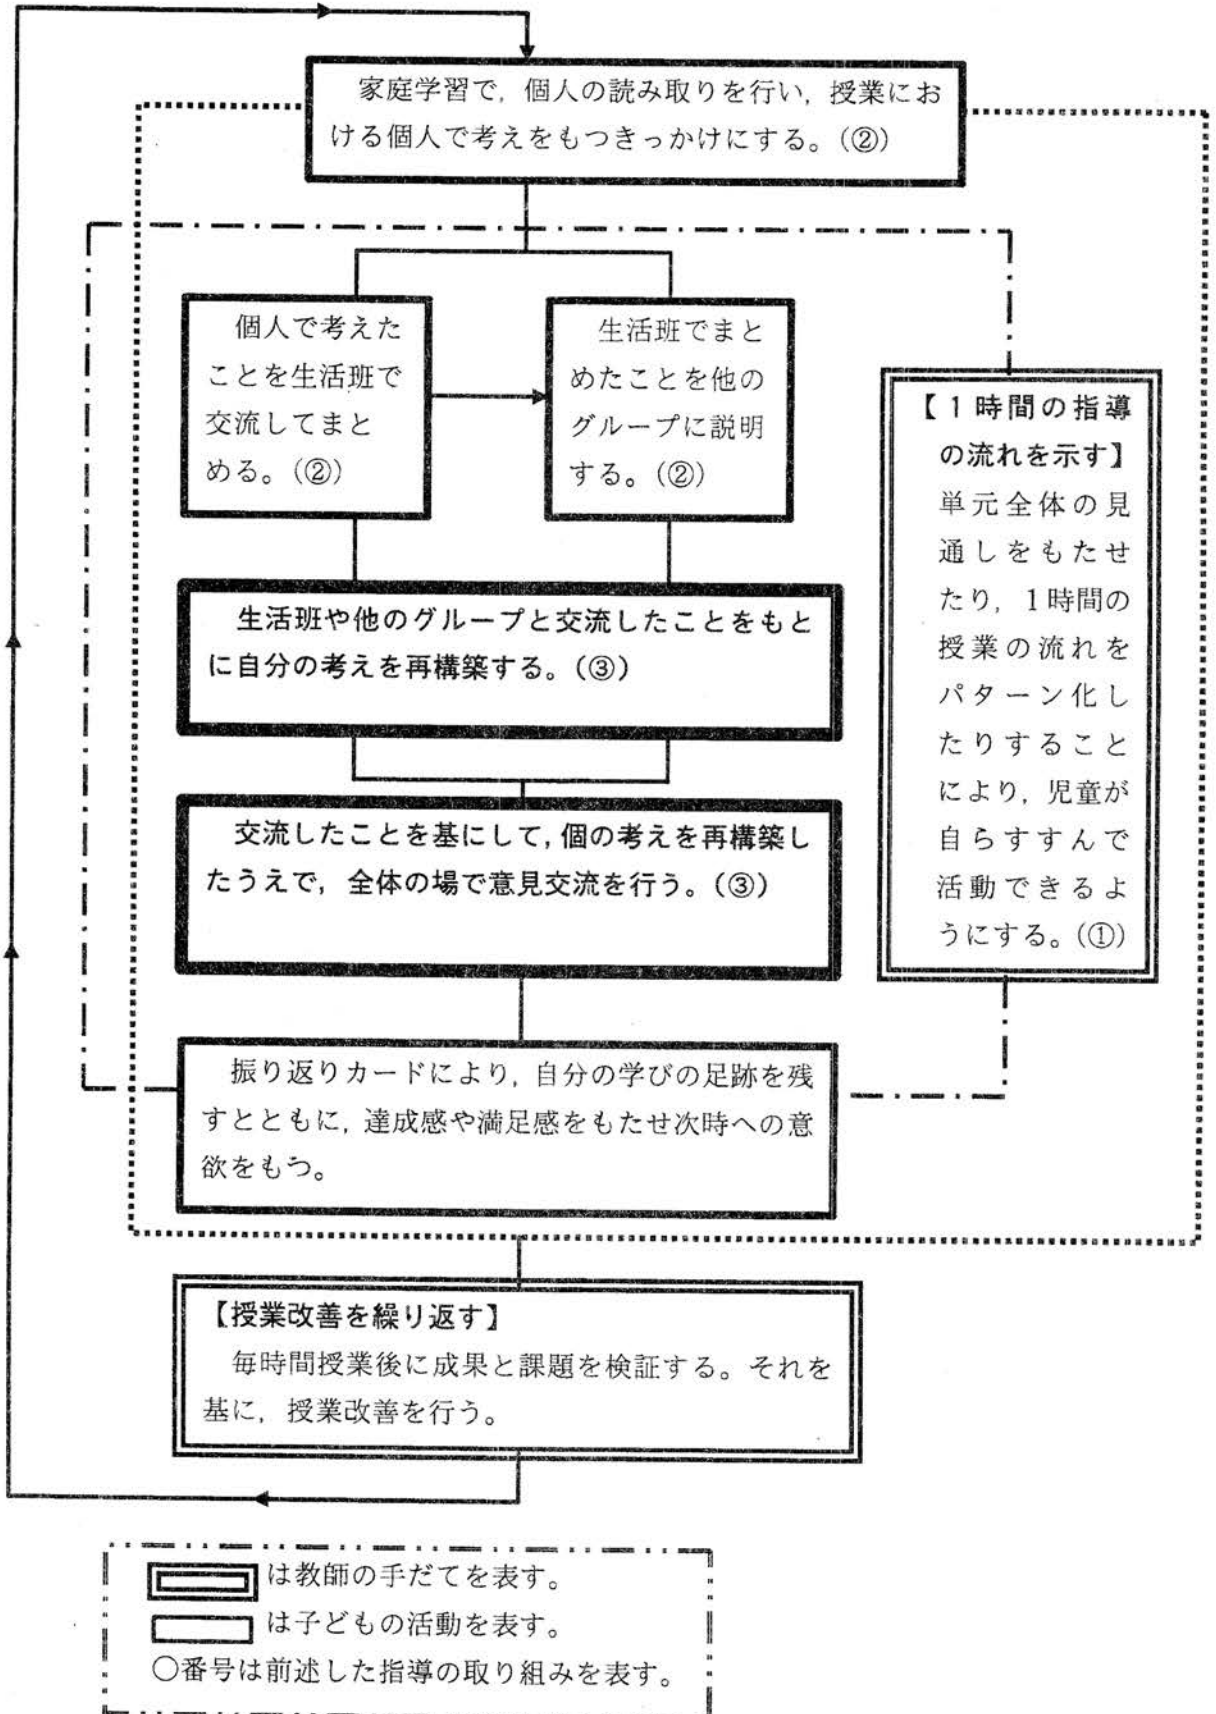 家庭学習で，個人の読み取りを行い，授業にお
ける個人で考えをもつきっかけにする。（②）
個人で考えた
ことを生活班で
交流してまと
める。（②）
生活班でまと
めたことを他の
グループに説明
する。（②）
【１時間の指導
の流れを示す】
単元全体の見
通しをもたせ
たり，１時間の
授業の流れを
パターン化し
たりすること
により，児童が
自らすすんで
活動できるよ
うにする。（①）
生活班や他のグループと交流したことをもと
に自分の考えを再構築する。（③）
交流したことを基にして，個の考えを再構築し
たうえで，全体の場で意見交流を行う。（③）
振り返りカードにより，自分の学びの足跡を残
すとともに，達成感や満足感をもたせ次時への意
欲をもつ。
【授業改善を繰り返す】
毎時間授業後に成果と課題を検証する。それを
基に，授業改善を行う。
は教師の手だてを表す。
は子どもの活動を表す。
○番号は前述した指導の取り組みを表す。